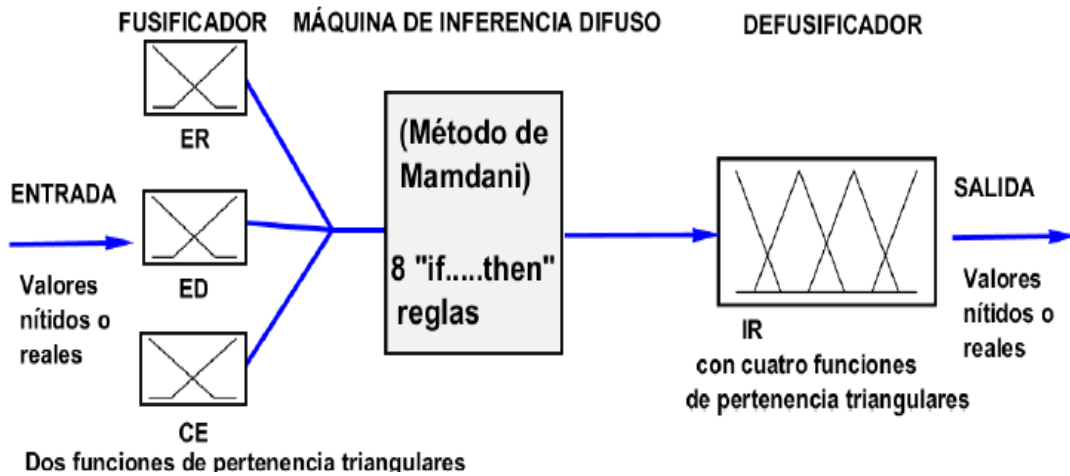 FUSIFICADOR
MÁQUINA DE INFERENCIA DIFUSO
DEFUSIFICADOR
ER
ENTRADA
Valores
nítidos o
reales
ED
CE
Dos funciones de pertenencia triangulares
(Método de
Mamdani)
8 "if.....then"
reglas
IR
con cuatro funciones
de pertenencia triangulares
SALIDA
Valores
nítidos o
reales